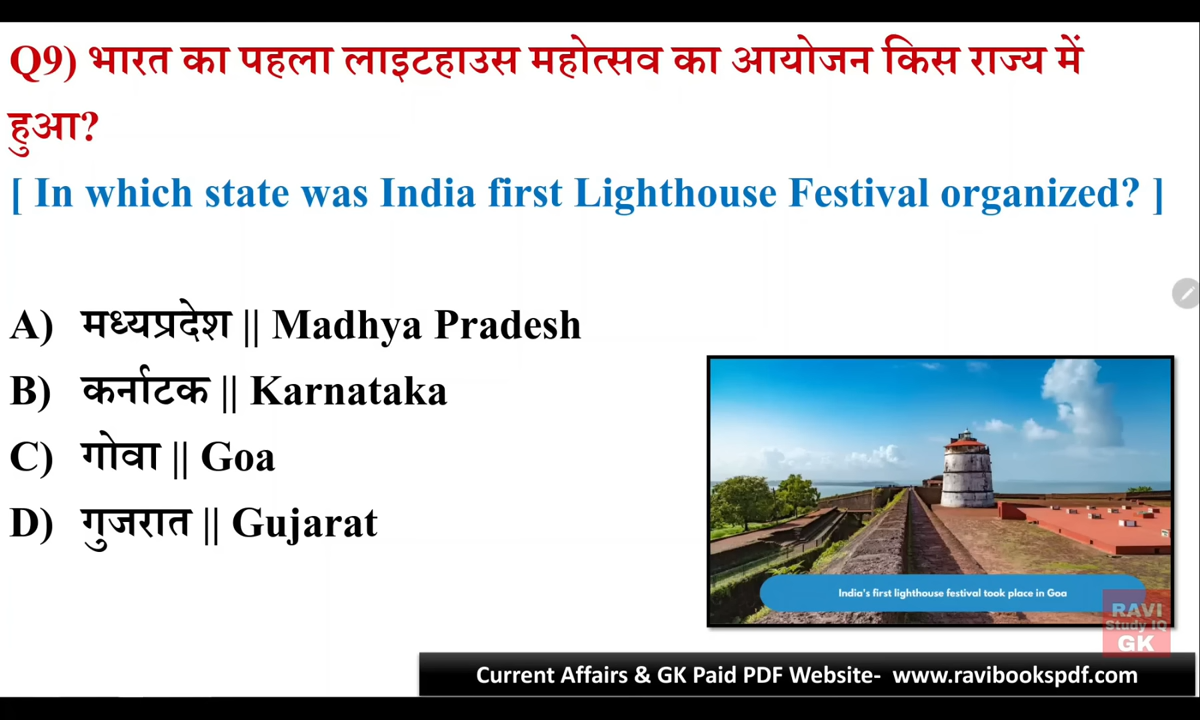 Q9) भारत का पहला लाइटहाउस महोत्सव का आयोजन किस राज्य में
हुआ?
[ In which state was India first Lighthouse Festival organized? ]
A) मध्यप्रदेश || Madhya Pradesh
B) कर्नाटक || Karnataka
C) गोवा || Goa
D) गुजरात || Gujarat
India's first lighthouse festival took place in Goa
RAVI
Study IQ
GK
Current Affairs & GK Paid PDF Website- www.ravibookspdf.com